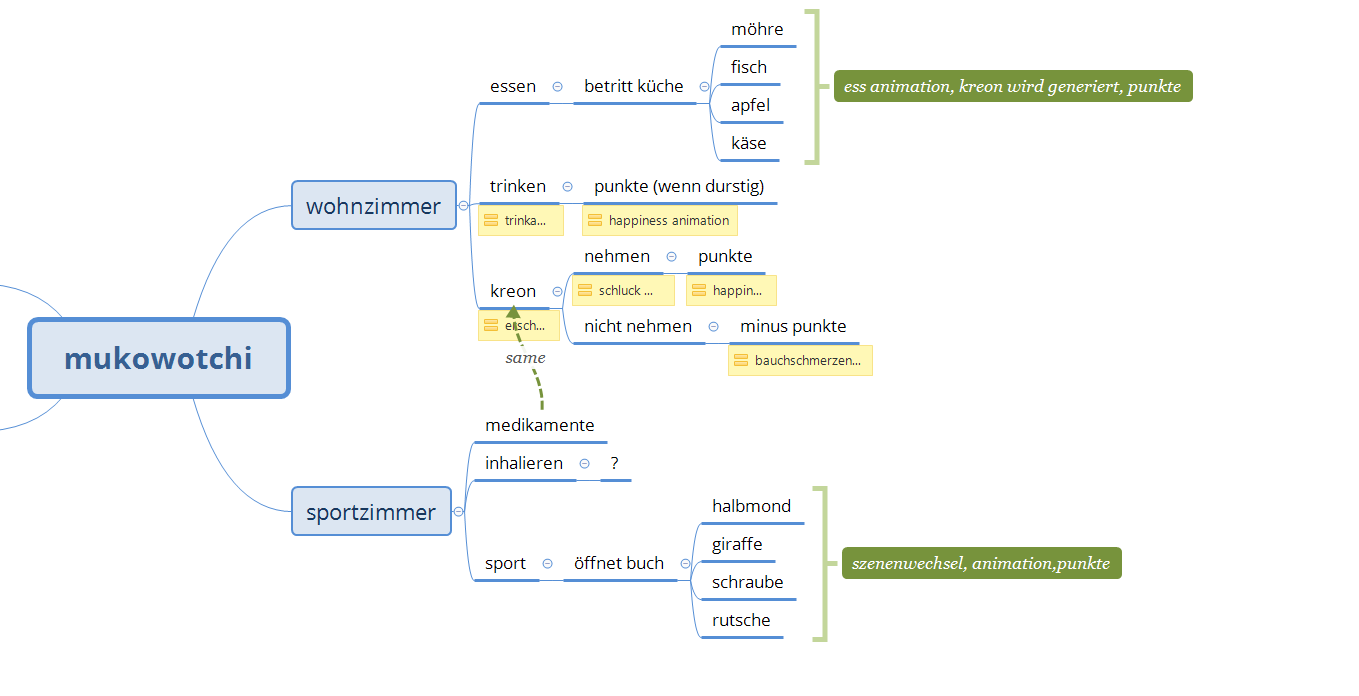 möhre
fisch
essen
betritt küche
ess animation, kreon wird generiert, punkte
apfel
käse
trinken
punkte (wenn durstig)
wohnzimmer
trinka...
happiness animation
nehmen
punkte
kreon
schluck ...
happin...
ersch...
nicht nehmen
minus punkte
same
bauchschmerzen...
mukowotchi
medikamente
inhalieren
?
sportzimmer
halbmond
giraffe
sport
öffnet buch
szenenwechsel, animation,punkte
schraube
rutsche